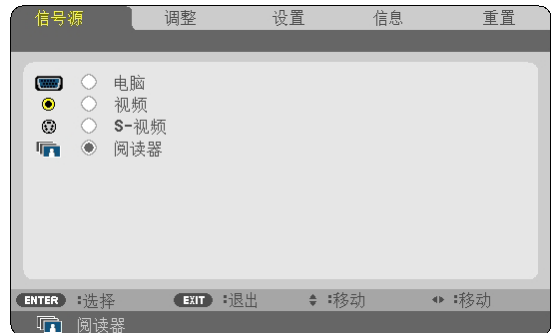 信号源 调整 设置 信息 重置
电脑
视频
S-视频
阅读器
ENTER :选择 EXIT :退出 :移动 :移动
阅读器